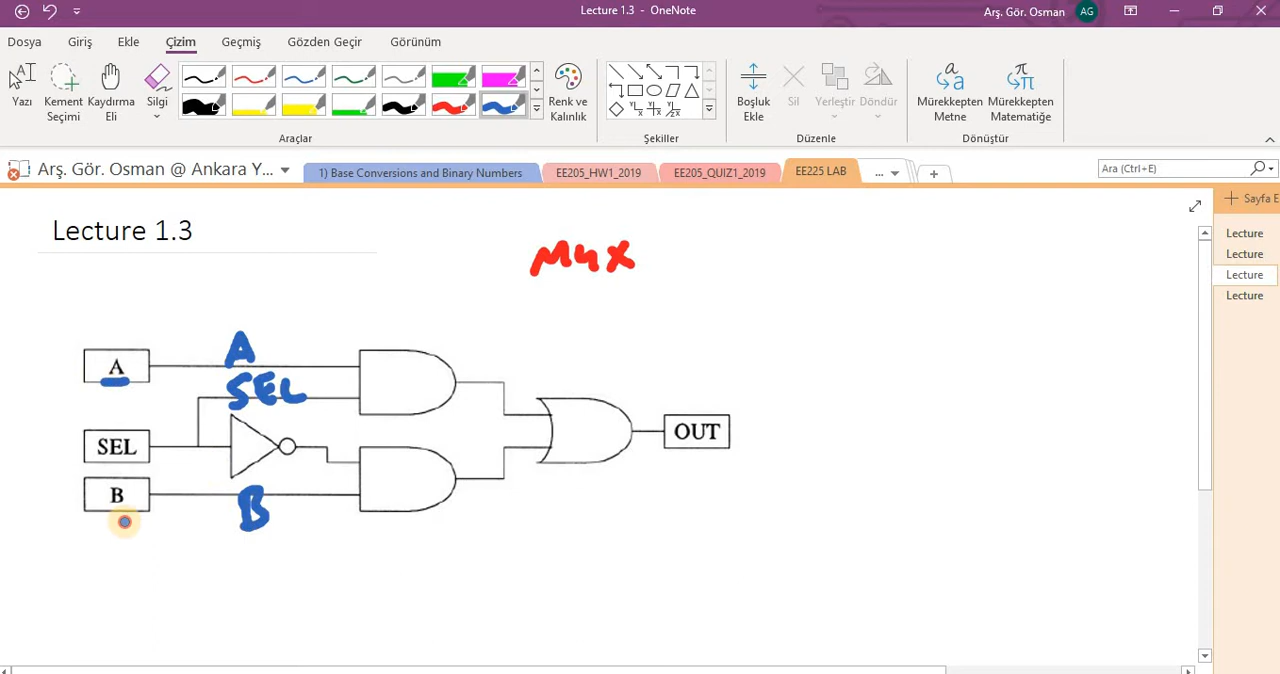 Lecture 1.3 - OneNote
Arş. Gör. Osman AG
Dosya Giriş Ekle Çizim Geçmiş Gözden Geçir Görünüm
Yazı Kement Seçimi Kaydırma Eli Silgi Renk ve Kalınlık Boşluk Ekle Sil Yerleştir Döndür Mürekkepten Metne Mürekkepten Matematiğe
Araçlar Şekiller Düzenle Dönüştür
Arş. Gör. Osman @ Ankara Y... 1) Base Conversions and Binary Numbers EE205_HW1_2019 EE205_QUIZ1_2019 EE225 LAB ... Ara (Ctrl+E)
Sayfa E
Lecture 1.3
Lecture
Lecture
Lecture
Lecture
MUX
A A
SEL
SEL OUT
B B